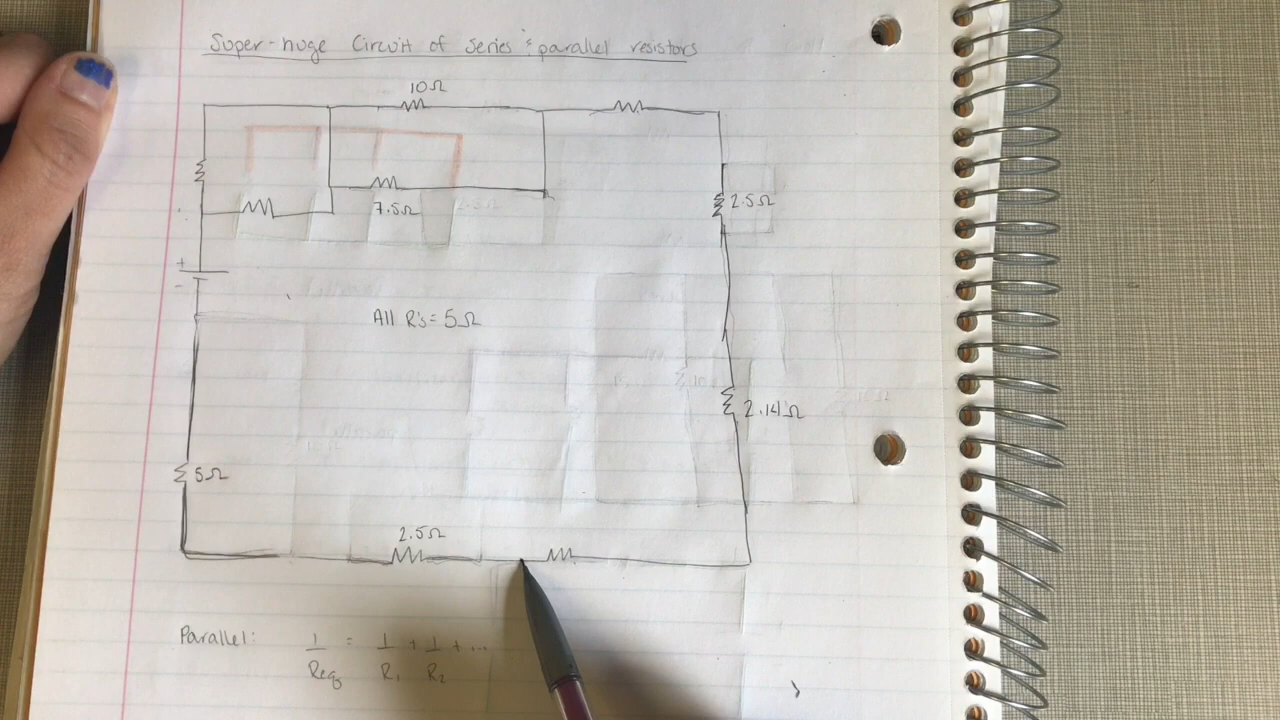 Super-huge Circuit of series & parallel resistors
10Ω
7.5Ω
2.5Ω
+
-
All R's = 5Ω
2.14Ω
5Ω
2.5Ω
Parallel: 1/Req = 1/R1 + 1/R2 + ...